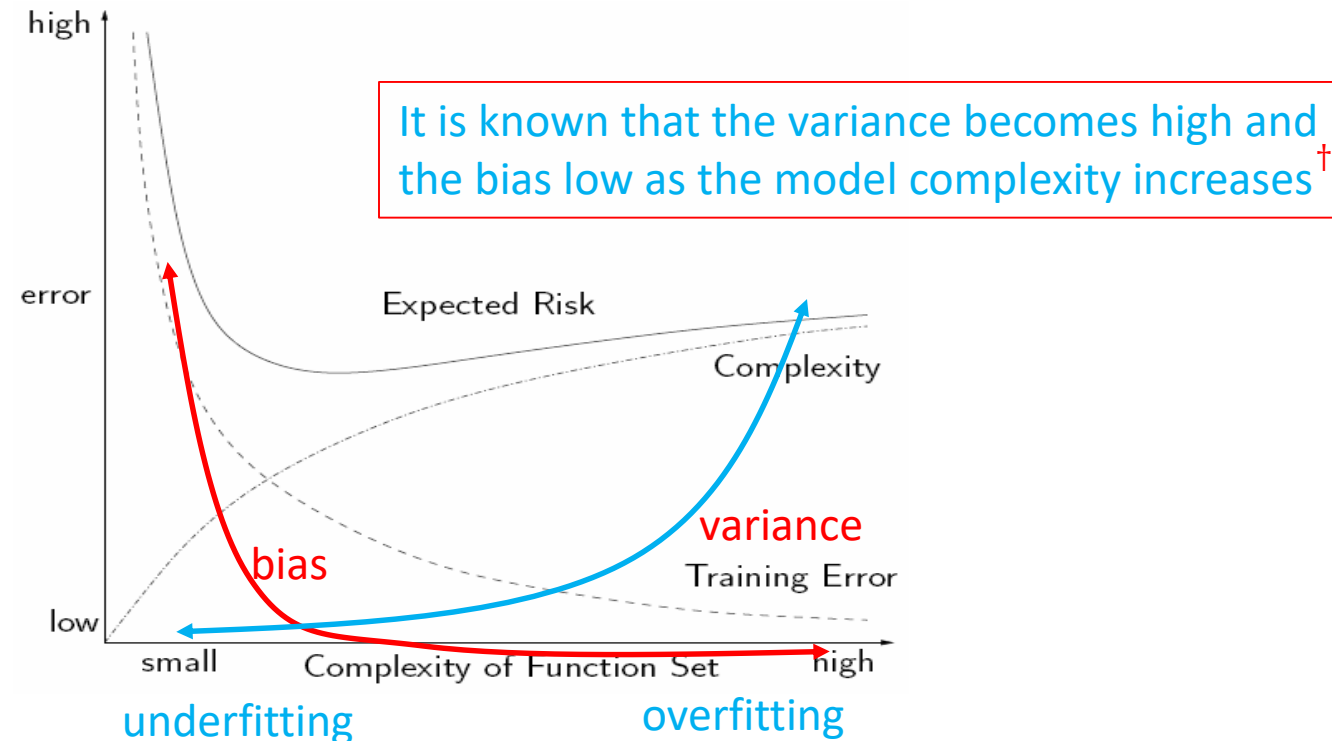 high
It is known that the variance becomes high and
the bias low as the model complexity increases†
error
Expected Risk
Complexity
variance
bias
Training Error
low
small
Complexity of Function Set
high
underfitting
overfitting